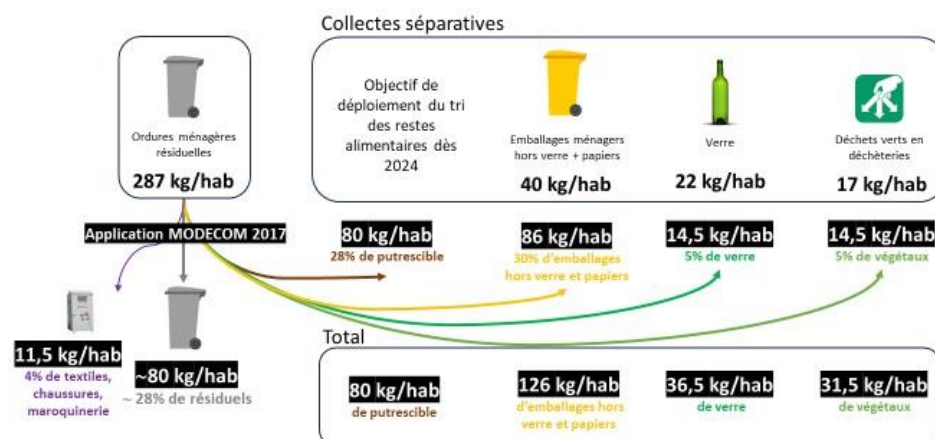 Collectes séparatives
Ordures ménagères
résiduelles
287 kg/hab
Objectif de
déploiement du tri
des restes
alimentaires dès
2024
Emballages ménagers
hors verre + papiers
40 kg/hab
Verre
22 kg/hab
Déchets verts en
déchèteries
17 kg/hab
Application MODECOM 2017
80 kg/hab
28% de putrescible
86 kg/hab
30% d'emballages
hors verre et papiers
14,5 kg/hab
5% de verre
14,5 kg/hab
5% de végétaux
11,5 kg/hab
4% de textiles,
chaussures,
maroquinerie
~80 kg/hab
~ 28% de résiduels
Total
80 kg/hab
de putrescible
126 kg/hab
d'emballages hors
verre et papiers
36,5 kg/hab
de verre
31,5 kg/hab
de végétaux